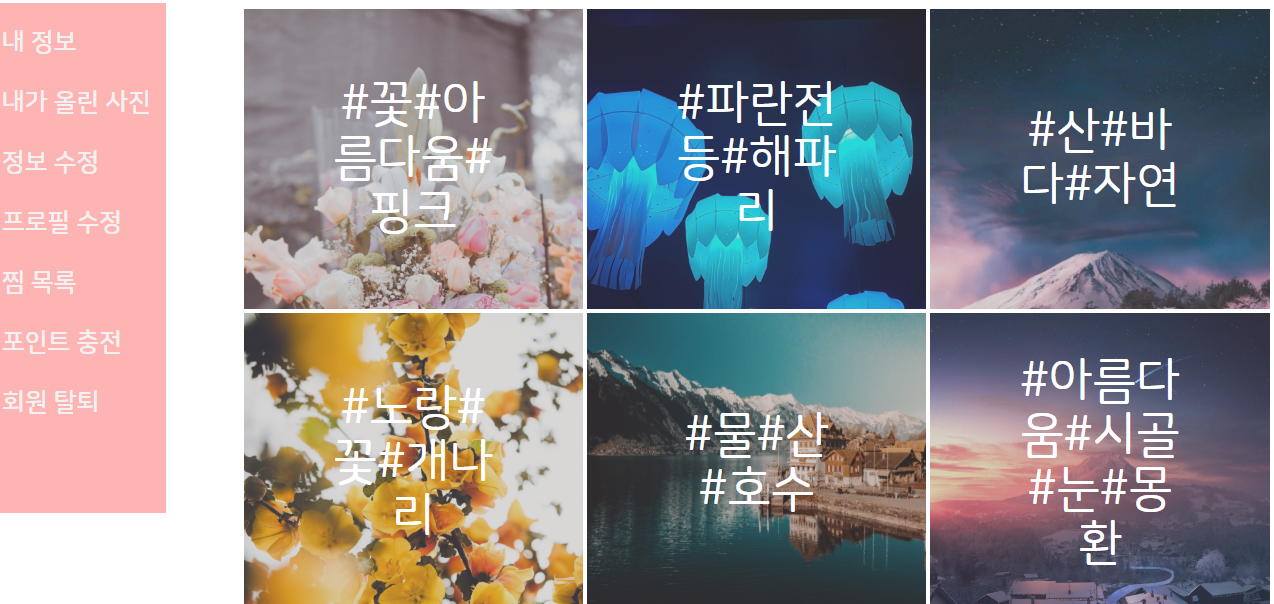 내 정보
내가 올린 사진
정보 수정
프로필 수정
찜 목록
포인트 충전
회원 탈퇴
#꽃#아
름다움#
핑크
#파란전
등#해파
리
#산#바
다#자연
#노랑#
꽃#개나
리
#물#산
#호수
#아름다
움#시골
#눈#몽
환